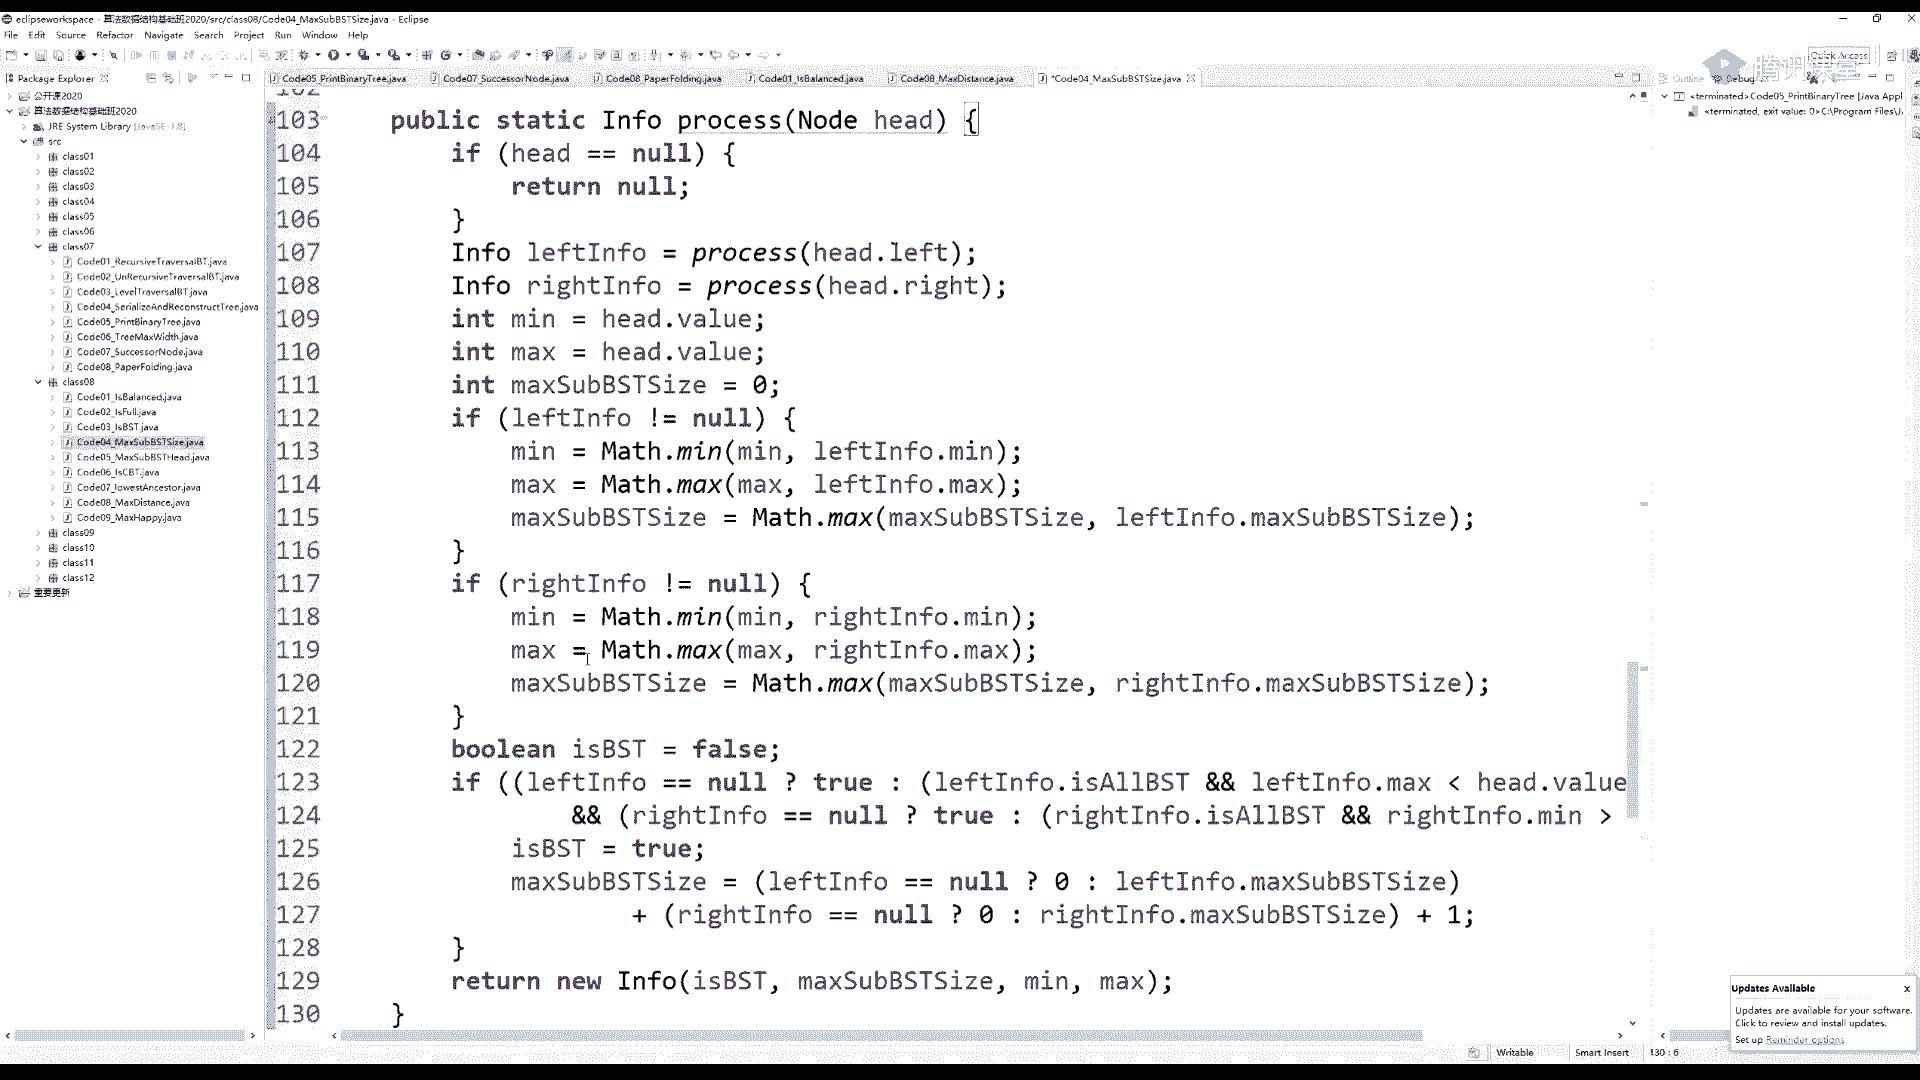 eclipseworkspace - 算法数据结构基础班2020/src/class08/Code04_MaxSubBSTSize.java - Eclipse
File Edit Source Refactor Navigate Search Project Run Window Help
Quick Access
腾讯课堂
Package Explorer
Code05_PrintBinaryTree.java Code07_SuccessorNode.java Code08_PaperFolding.java Code01_IsBalanced.java Code08_MaxDistance.java *Code04_MaxSubBSTSize.java
Outline Debug
公开课2020
算法数据结构基础班2020
JRE System Library [JavaSE-1.8]
src
class01
class02
class03
class04
class05
class06
class07
Code01_RecursiveTraversalBT.java
Code02_UnRecursiveTraversalBT.java
Code03_LevelTraversalBT.java
Code04_SerializeAndReconstructTree.java
Code05_PrintBinaryTree.java
Code06_TreeMaxWidth.java
Code07_SuccessorNode.java
Code08_PaperFolding.java
class08
Code01_IsBalanced.java
Code02_IsFull.java
Code03_IsBST.java
Code04_MaxSubBSTSize.java
Code05_MaxSubBSTHead.java
Code06_IsCBT.java
Code07_lowestAncestor.java
Code08_MaxDistance.java
Code09_MaxHappy.java
class09
class10
class11
class12
重要更新
102
103 public static Info process(Node head) {
104 if (head == null) {
105 return null;
106 }
107 Info leftInfo = process(head.left);
108 Info rightInfo = process(head.right);
109 int min = head.value;
110 int max = head.value;
111 int maxSubBSTSize = 0;
112 if (leftInfo != null) {
113 min = Math.min(min, leftInfo.min);
114 max = Math.max(max, leftInfo.max);
115 maxSubBSTSize = Math.max(maxSubBSTSize, leftInfo.maxSubBSTSize);
116 }
117 if (rightInfo != null) {
118 min = Math.min(min, rightInfo.min);
119 max = Math.max(max, rightInfo.max);
120 maxSubBSTSize = Math.max(maxSubBSTSize, rightInfo.maxSubBSTSize);
121 }
122 boolean isBST = false;
123 if ((leftInfo == null ? true : (leftInfo.isAllBST && leftInfo.max < head.value
124 && (rightInfo == null ? true : (rightInfo.isAllBST && rightInfo.min >
125 isBST = true;
126 maxSubBSTSize = (leftInfo == null ? 0 : leftInfo.maxSubBSTSize)
127 + (rightInfo == null ? 0 : rightInfo.maxSubBSTSize) + 1;
128 }
129 return new Info(isBST, maxSubBSTSize, min, max);
130 }
<terminated>Code05_PrintBinaryTree [Java Appl
<terminated, exit value: 0>C:\Program Files\J
Updates Available x
Updates are available for your software.
Click to review and install updates.
Set up Reminder options
Writable Smart Insert 130 : 6